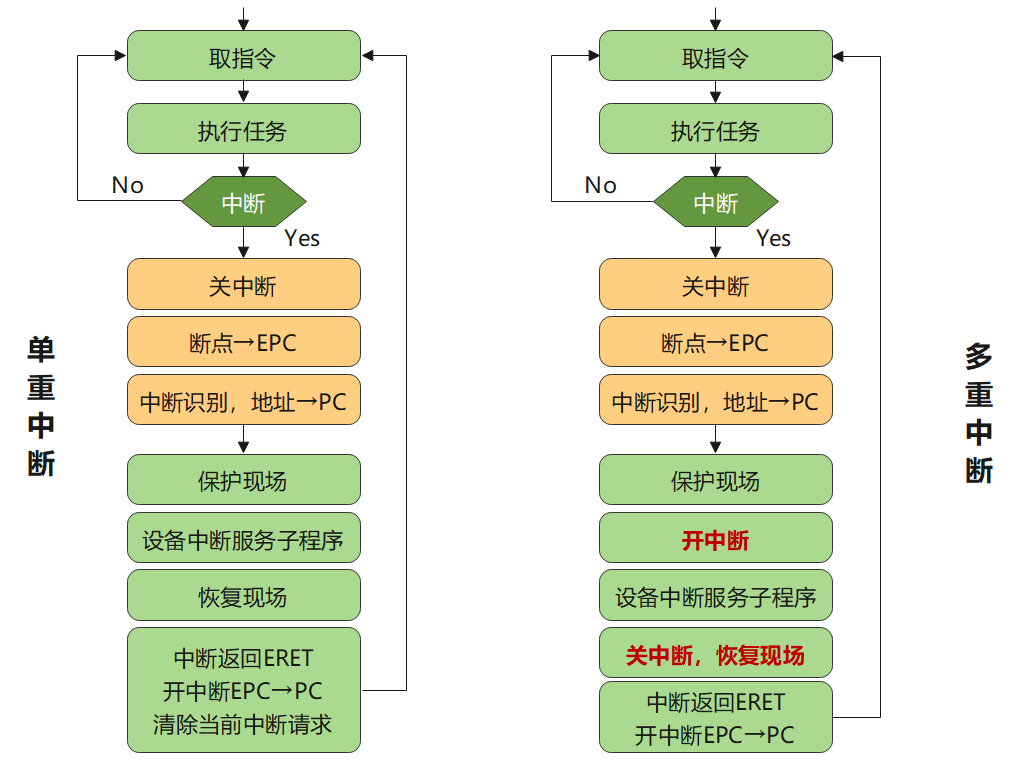 单重中断
取指令
执行任务
No
中断
Yes
关中断
断点→EPC
中断识别，地址→PC
保护现场
设备中断服务子程序
恢复现场
中断返回ERET
开中断EPC→PC
清除当前中断请求
取指令
执行任务
No
中断
Yes
关中断
断点→EPC
中断识别，地址→PC
保护现场
开中断
设备中断服务子程序
关中断，恢复现场
中断返回ERET
开中断EPC→PC
多重中断